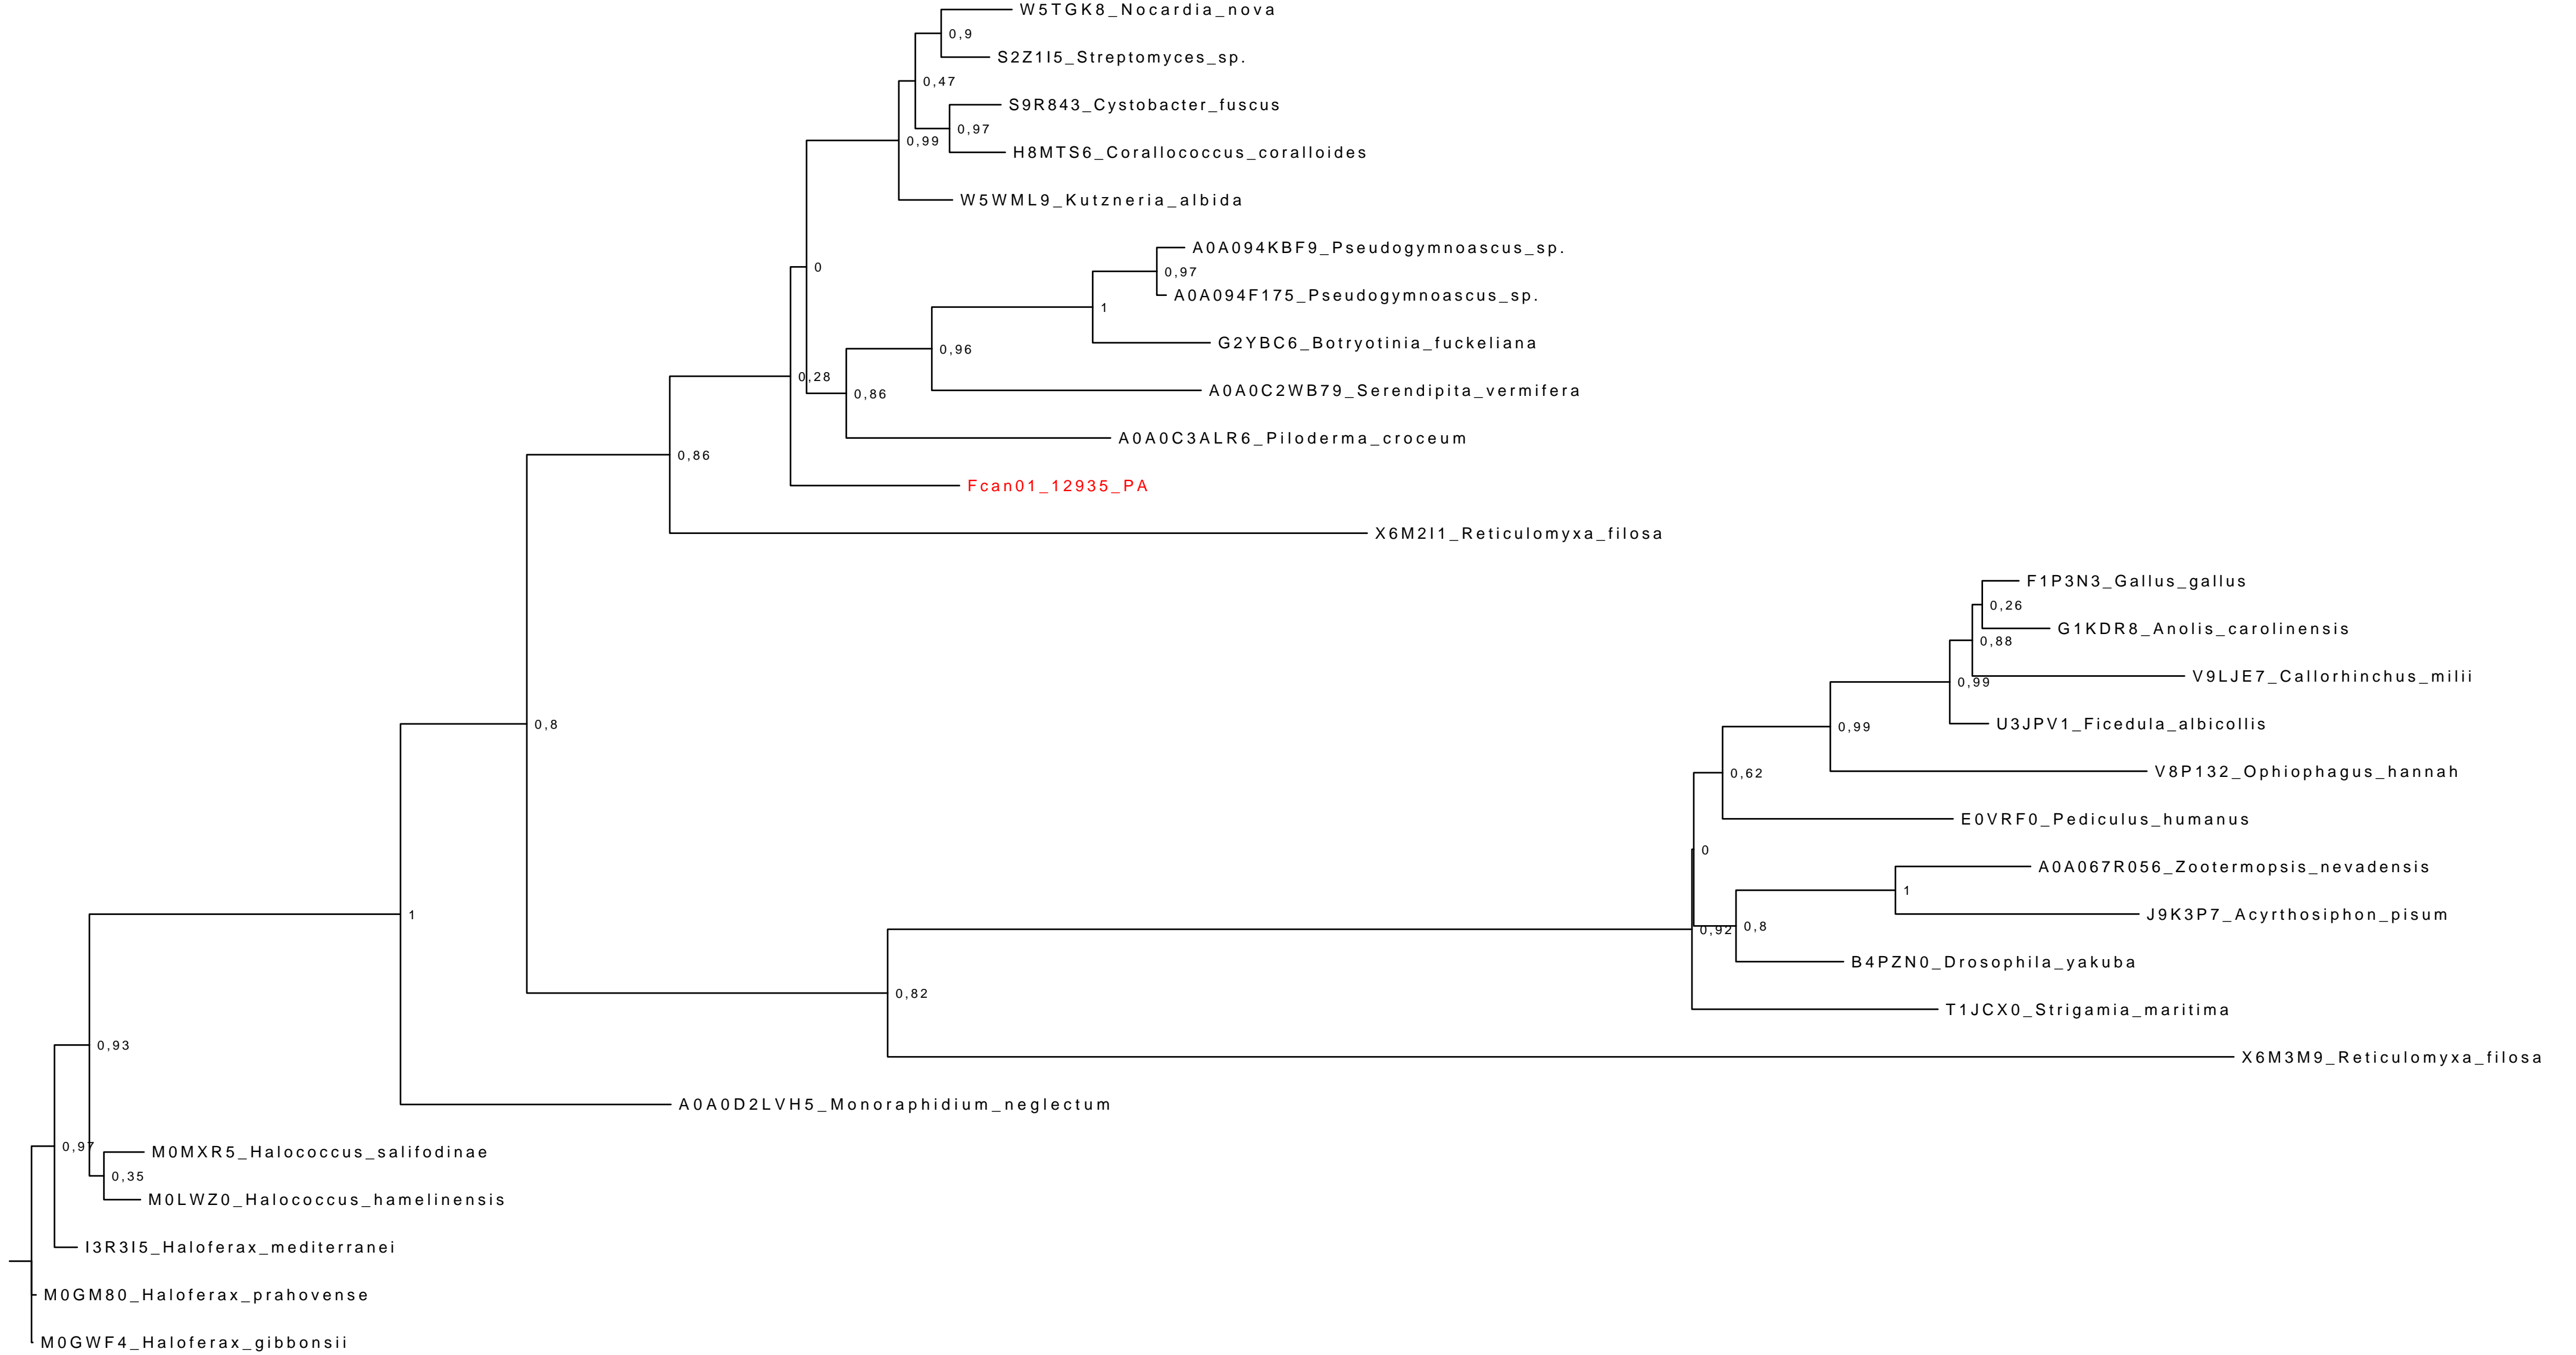 W5TGK8_Nocardia_nova
0,9
S2Z1I5_Streptomyces_sp.
0,47
S9R843_Cystobacter_fuscus
0,97
0,99
H8MTS6_Corallococcus_coralloides
W5WML9_Kutzneria_albida
A0A094KBF9_Pseudogymnoascus_sp.
0
0,97
A0A094F175_Pseudogymnoascus_sp.
1
G2YBC6_Botryotinia_fuckeliana
0,96
0,28
A0A0C2WB79_Serendipita_vermifera
0,86
A0A0C3ALR6_Piloderma_croceum
0,86
Fcan01_12935_PA
X6M2I1_Reticulomyxa_filosa
F1P3N3_Gallus_gallus
0,26
G1KDR8_Anolis_carolinensis
0,88
V9LJE7_Callorhinchus_milii
0,99
U3JPV1_Ficedula_albicollis
0,8
0,99
V8P132_Ophiophagus_hannah
0,62
E0VRF0_Pediculus_humanus
0
A0A067R056_Zootermopsis_nevadensis
1
J9K3P7_Acyrthosiphon_pisum
1
0,92
0,8
B4PZN0_Drosophila_yakuba
0,82
T1JCX0_Strigamia_maritima
0,93
X6M3M9_Reticulomyxa_filosa
A0A0D2LVH5_Monoraphidium_neglectum
0,97
M0MXR5_Halococcus_salifodinae
0,35
M0LWZ0_Halococcus_hamelinensis
I3R3I5_Haloferax_mediterranei
M0GM80_Haloferax_prahovense
M0GWF4_Haloferax_gibbonsii